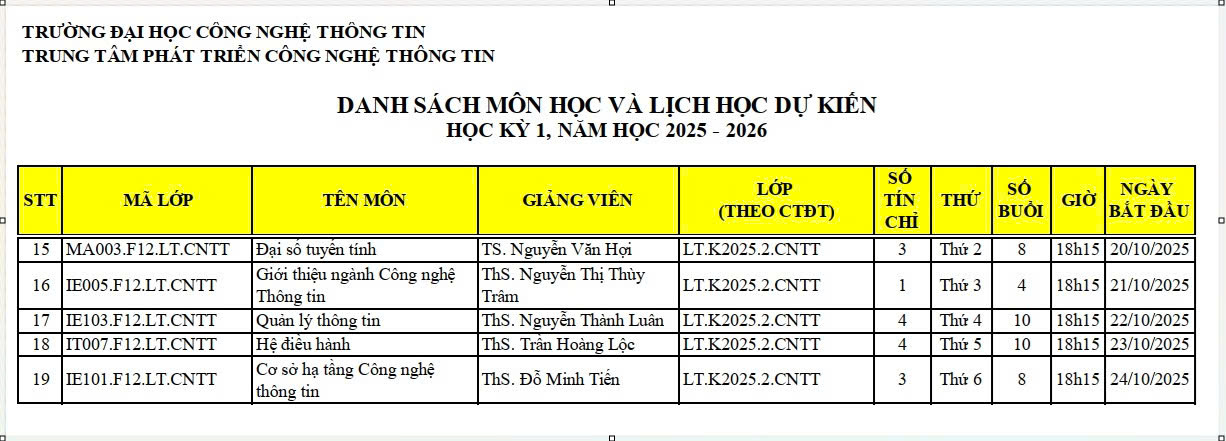 TRƯỜNG ĐẠI HỌC CÔNG NGHỆ THÔNG TIN
TRUNG TÂM PHÁT TRIỂN CÔNG NGHỆ THÔNG TIN
DANH SÁCH MÔN HỌC VÀ LỊCH HỌC DỰ KIẾN
HỌC KỲ 1, NĂM HỌC 2025 - 2026
STT MÃ LỚP TÊN MÔN GIẢNG VIÊN LỚP (THEO CTĐT) SỐ TÍN CHỈ THỨ SỐ BUỔI GIỜ NGÀY BẮT ĐẦU
15 MA003.F12.LT.CNTT Đại số tuyến tính TS. Nguyễn Văn Hợi LT.K2025.2.CNTT 3 Thứ 2 8 18h15 20/10/2025
16 IE005.F12.LT.CNTT Giới thiệu ngành Công nghệ Thông tin ThS. Nguyễn Thị Thùy Trâm LT.K2025.2.CNTT 1 Thứ 3 4 18h15 21/10/2025
17 IE103.F12.LT.CNTT Quản lý thông tin ThS. Nguyễn Thành Luân LT.K2025.2.CNTT 4 Thứ 4 10 18h15 22/10/2025
18 IT007.F12.LT.CNTT Hệ điều hành ThS. Trần Hoàng Lộc LT.K2025.2.CNTT 4 Thứ 5 10 18h15 23/10/2025
19 IE101.F12.LT.CNTT Cơ sở hạ tầng Công nghệ thông tin ThS. Đỗ Minh Tiến LT.K2025.2.CNTT 3 Thứ 6 8 18h15 24/10/2025